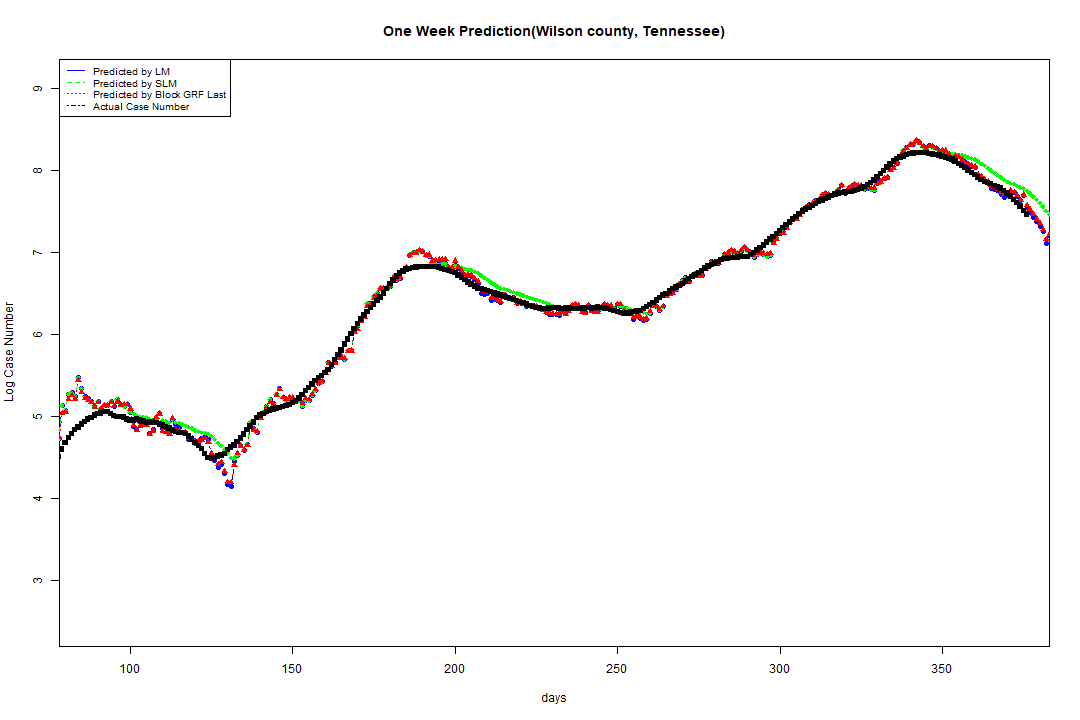 One Week Prediction(Wilson county, Tennessee)
Predicted by LM
Predicted by SLM
Predicted by Block GRF Last
Actual Case Number
9
8
7
6
5
4
3
Log Case Number
100 150 200 250 300 350
days